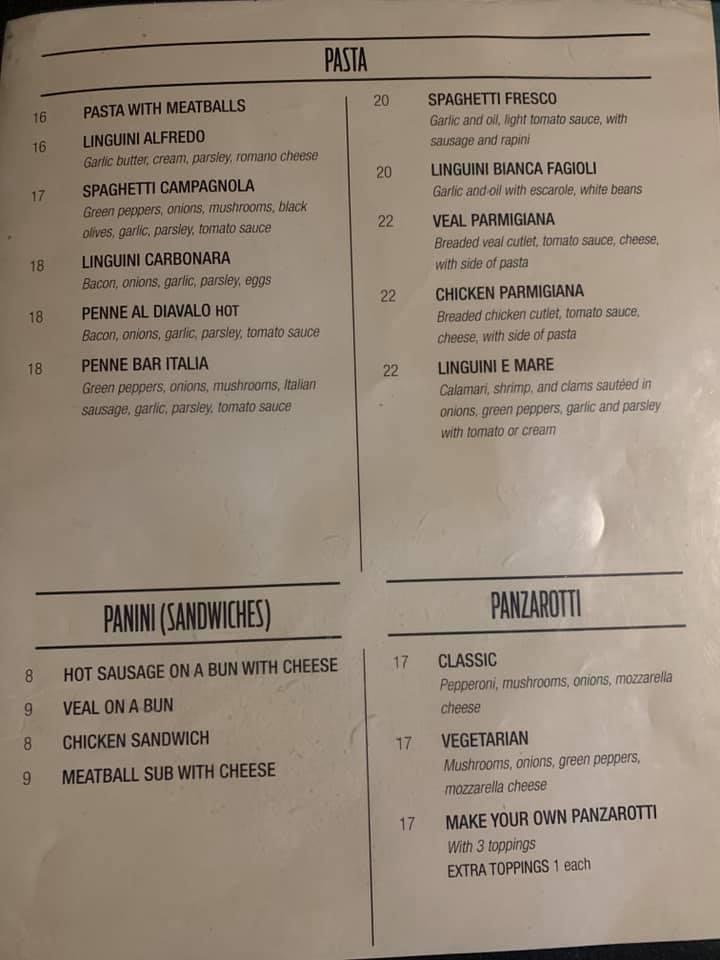 PASTA
16 PASTA WITH MEATBALLS
16 LINGUINI ALFREDO
Garlic butter, cream, parsley, romano cheese
17 SPAGHETTI CAMPAGNOLA
Green peppers, onions, mushrooms, black
olives, garlic, parsley, tomato sauce
18 LINGUINI CARBONARA
Bacon, onions, garlic, parsley, eggs
18 PENNE AL DIAVALO HOT
Bacon, onions, garlic, parsley, tomato sauce
18 PENNE BAR ITALIA
Green peppers, onions, mushrooms, Italian
sausage, garlic, parsley, tomato sauce
20 SPAGHETTI FRESCO
Garlic and oil, light tomato sauce, with
sausage and rapini
20 LINGUINI BIANCA FAGIOLI
Garlic and oil with escarole, white beans
22 VEAL PARMIGIANA
Breaded veal cutlet, tomato sauce, cheese,
with side of pasta
22 CHICKEN PARMIGIANA
Breaded chicken cutlet, tomato sauce,
cheese, with side of pasta
22 LINGUINI E MARE
Calamari, shrimp, and clams sautéed in
onions, green peppers, garlic and parsley
with tomato or cream
PANINI (SANDWICHES)
8 HOT SAUSAGE ON A BUN WITH CHEESE
9 VEAL ON A BUN
8 CHICKEN SANDWICH
9 MEATBALL SUB WITH CHEESE
PANZAROTTI
17 CLASSIC
Pepperoni, mushrooms, onions, mozzarella
cheese
17 VEGETARIAN
Mushrooms, onions, green peppers,
mozzarella cheese
17 MAKE YOUR OWN PANZAROTTI
With 3 toppings
EXTRA TOPPINGS 1 each